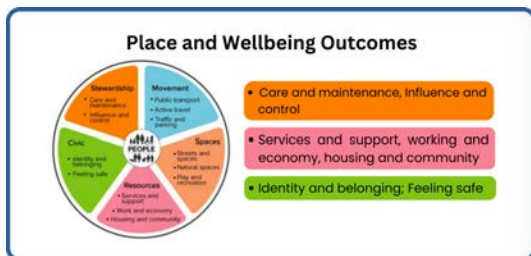 Place and Wellbeing Outcomes
Stewardship
• Care and
maintenance
• Influence and
control
Movement
• Public transport
• Active travel
• Traffic and
parking
Civic
• Identity and
belonging
• Feeling safe
PEOPLE
Spaces
• Streets and
spaces
• Natural spaces
• Play and
recreation
Resources
• Services and
support
• Work and economy
• Housing and community
• Care and maintenance, Influence and
control
• Services and support, working and
economy, housing and community
• Identity and belonging; Feeling safe